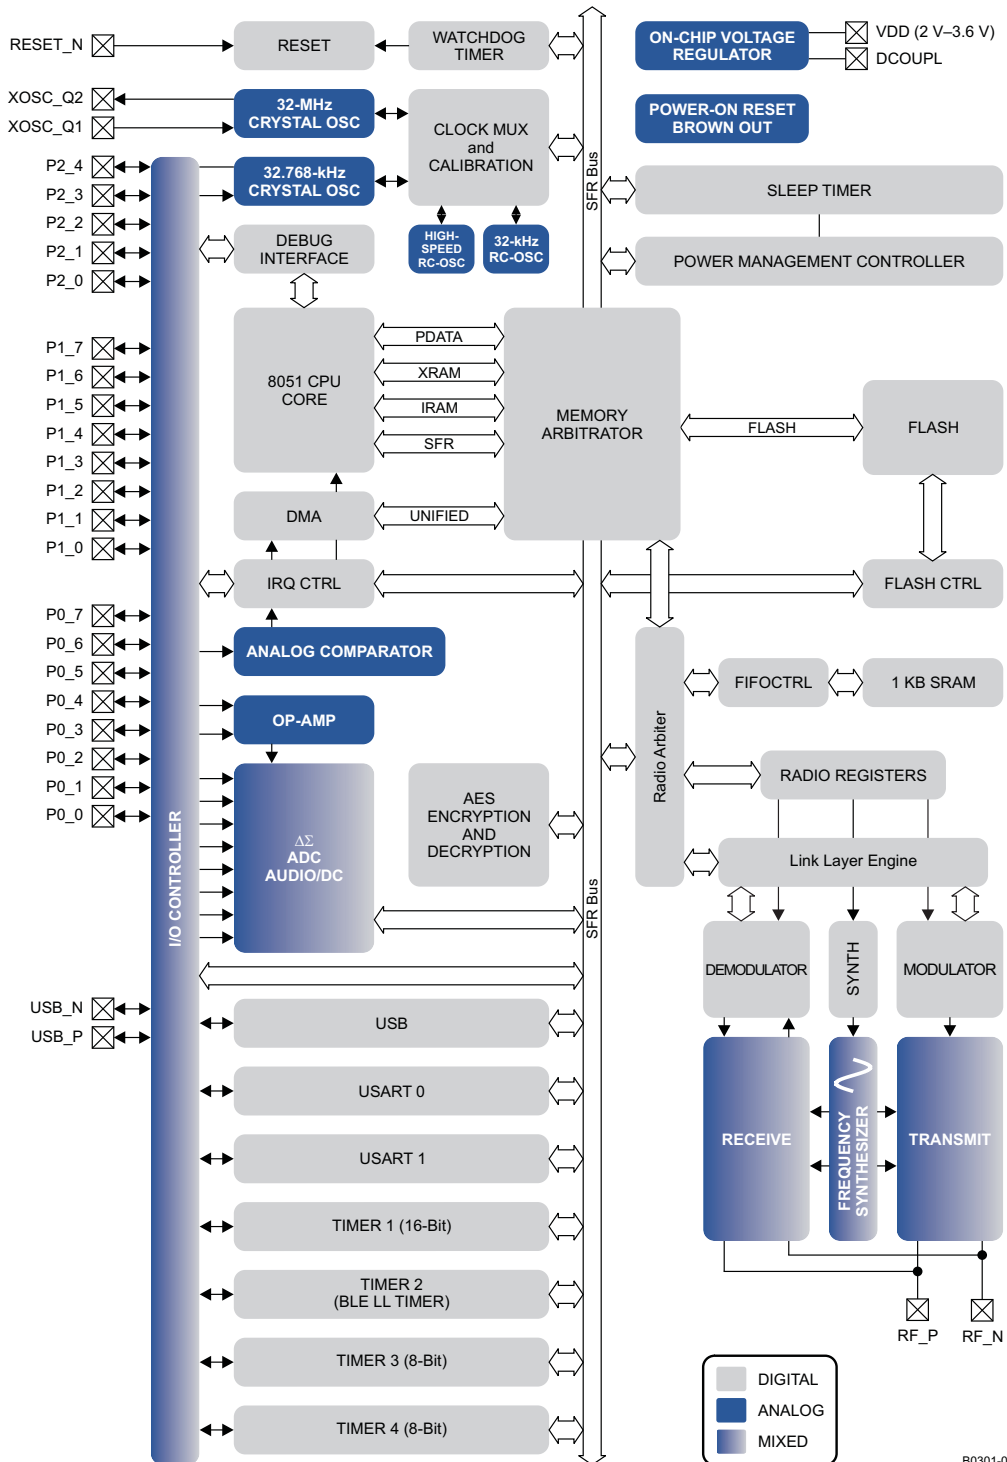 RESET_N
RESET
WATCHDOG
TIMER
ON-CHIP VOLTAGE
REGULATOR
VDD (2 V–3.6 V)
DCOUPL
XOSC_Q2
XOSC_Q1
32-MHz
CRYSTAL OSC
CLOCK MUX
and
CALIBRATION
SFR Bus
POWER-ON RESET
BROWN OUT
P2_4
P2_3
P2_2
P2_1
P2_0
32.768-kHz
CRYSTAL OSC
SLEEP TIMER
HIGH-
SPEED
RC-OSC
32-kHz
RC-OSC
DEBUG
INTERFACE
POWER MANAGEMENT CONTROLLER
P1_7
P1_6
P1_5
P1_4
P1_3
P1_2
P1_1
P1_0
8051 CPU
CORE
PDATA
XRAM
IRAM
SFR
MEMORY
ARBITRATOR
FLASH
FLASH
DMA
UNIFIED
IRQ CTRL
FLASH CTRL
P0_7
P0_6
P0_5
P0_4
P0_3
P0_2
P0_1
P0_0
ANALOG COMPARATOR
OP-AMP
Radio Arbiter
FIFOCTRL
1 KB SRAM
RADIO REGISTERS
I/O CONTROLLER
ΔΣ
ADC
AUDIO/DC
AES
ENCRYPTION
AND
DECRYPTION
SFR Bus
Link Layer Engine
DEMODULATOR
SYNTH
MODULATOR
USB_N
USB_P
USB
USART 0
USART 1
RECEIVE
FREQUENCY
SYNTHESIZER
TRANSMIT
TIMER 1 (16-Bit)
TIMER 2
(BLE LL TIMER)
TIMER 3 (8-Bit)
TIMER 4 (8-Bit)
RF_P
RF_N
DIGITAL
ANALOG
MIXED